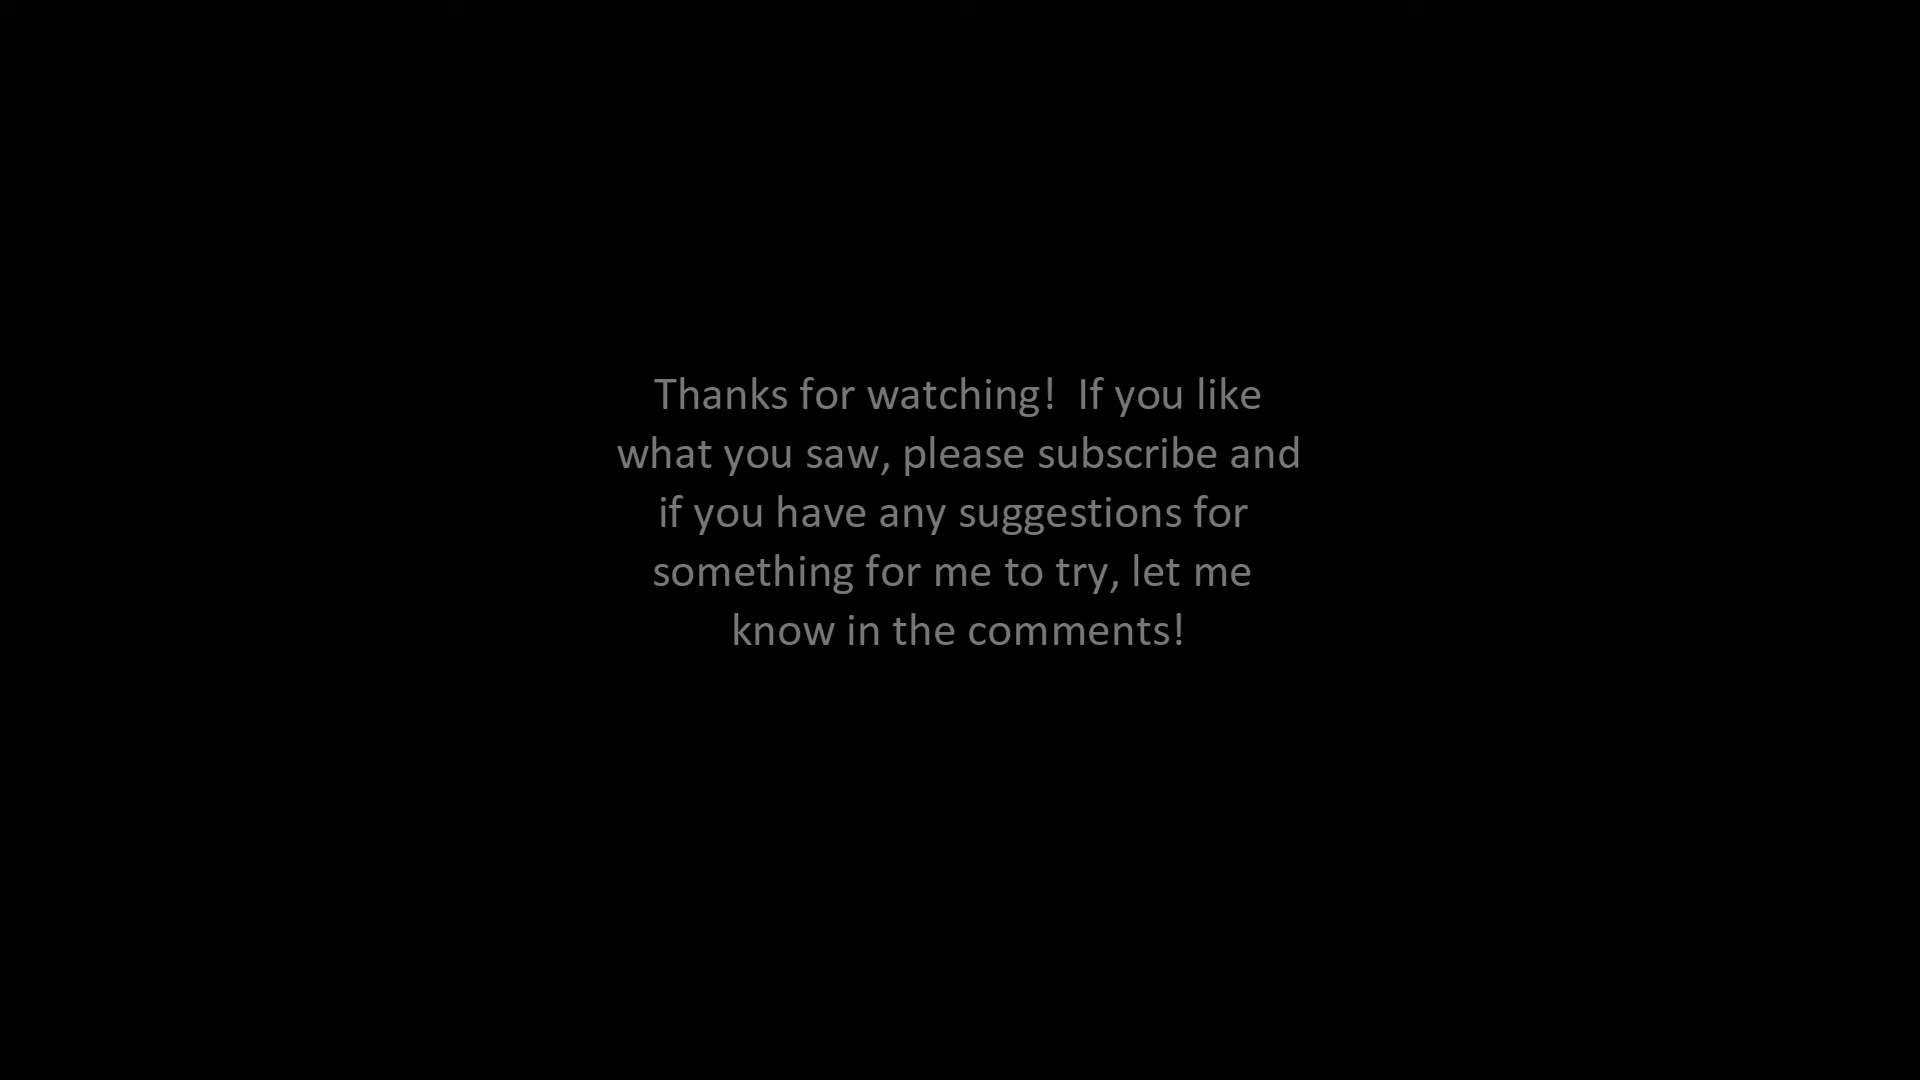 Thanks for watching!  If you like
what you saw, please subscribe and
if you have any suggestions for
something for me to try, let me
know in the comments!